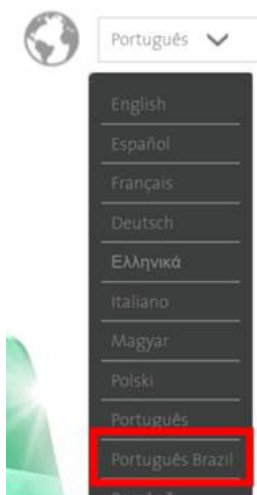 Português
English
Español
Français
Deutsch
Ελληνικά
Italiano
Magyar
Polski
Português
Português Brazil